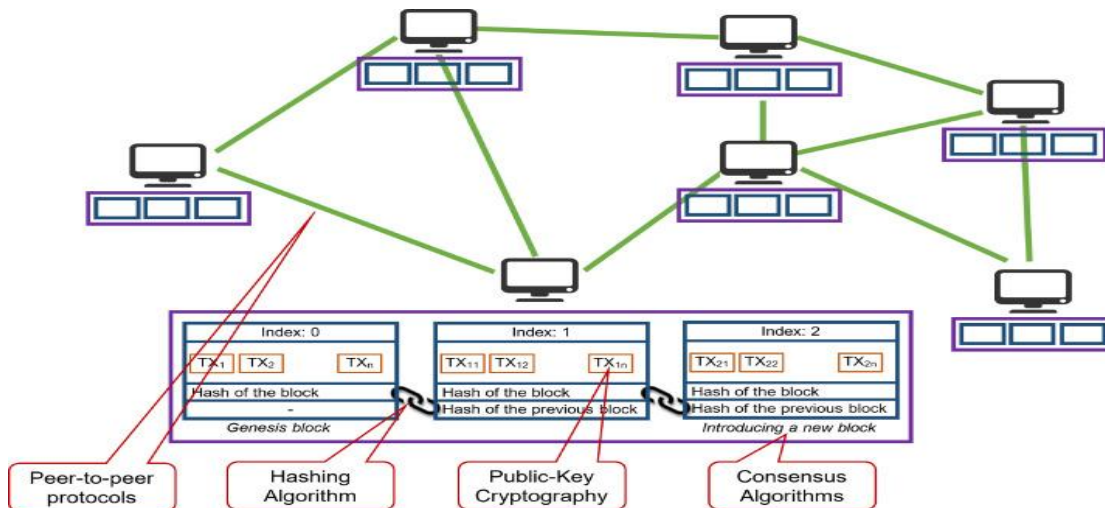 Index: 0
Index: 1
Index: 2
TX1 TX2 TXn
TX11 TX12 TX1n
TX21 TX22 TX2n
Hash of the block
Hash of the block
Hash of the block
-
Hash of the previous block
Hash of the previous block
Genesis block
Introducing a new block
Peer-to-peer
protocols
Hashing
Algorithm
Public-Key
Cryptography
Consensus
Algorithms